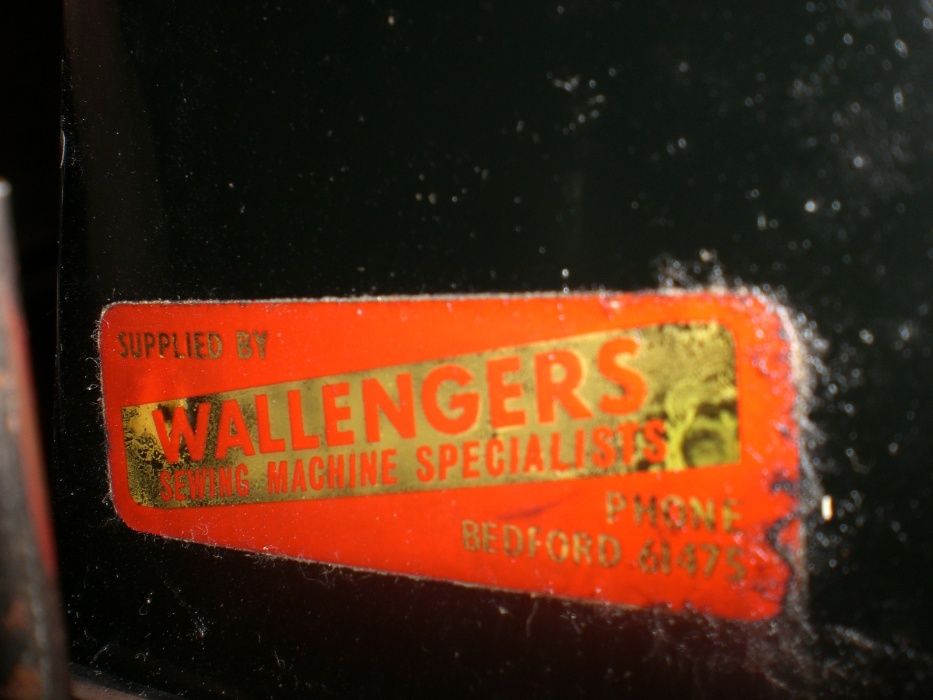 SUPPLIED BY
WALLENGERS
SEWING MACHINE SPECIALISTS
PHONE
BEDFORD 61475